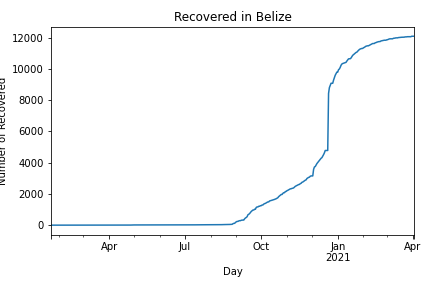 Recovered in Belize
Number of Recovered
12000
10000
8000
6000
4000
2000
0
Apr
Jul
Oct
Jan
2021
Apr
Day